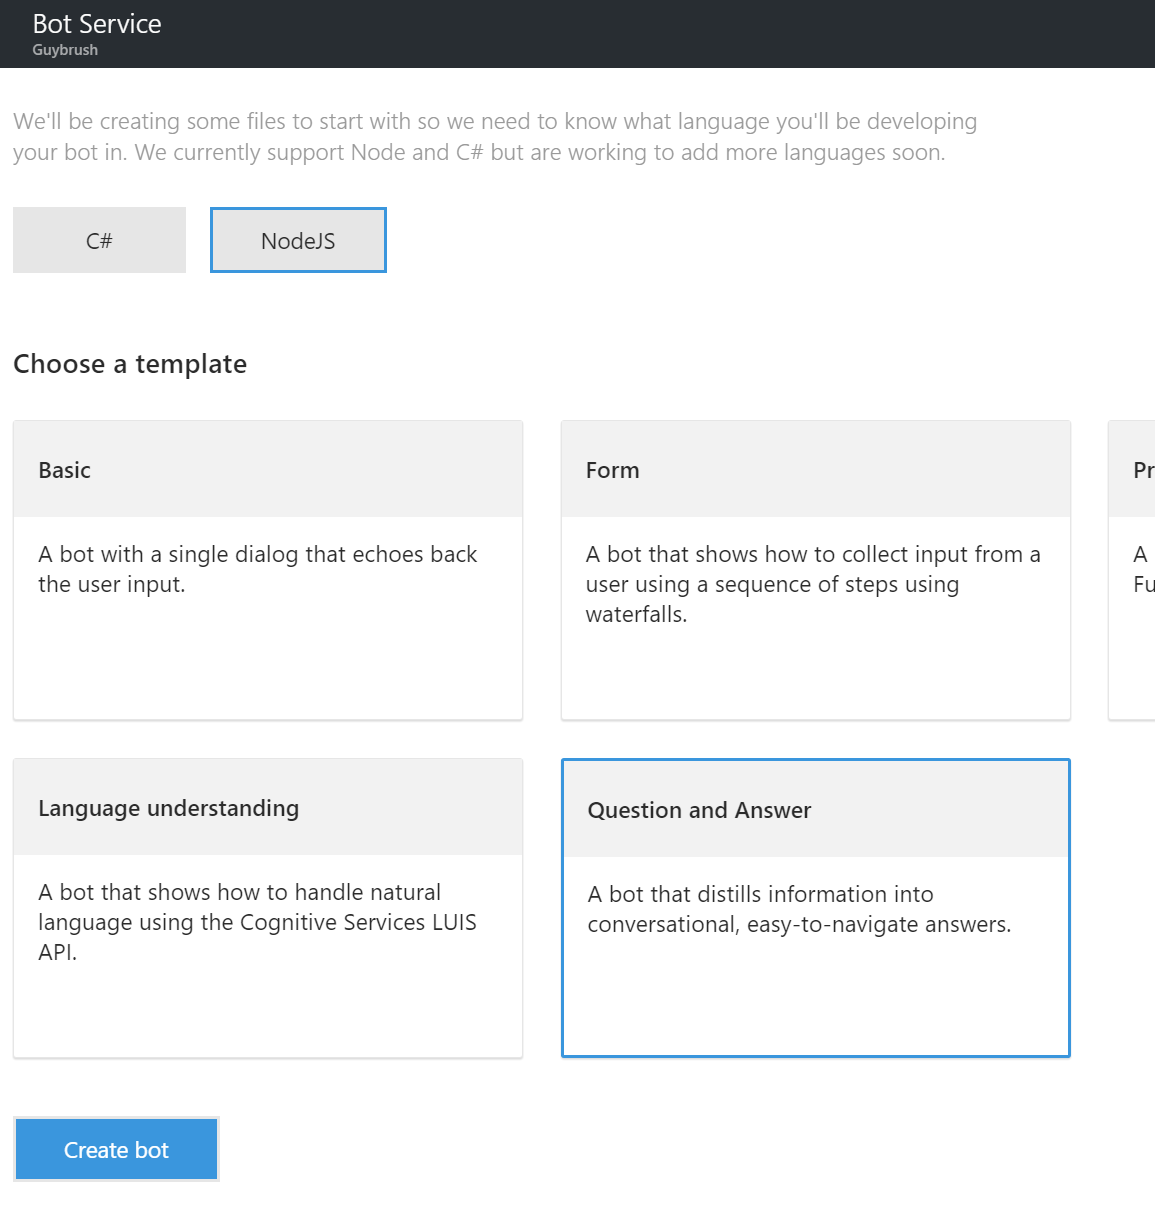 Bot Service
Guybrush
We'll be creating some files to start with so we need to know what language you'll be developing
your bot in. We currently support Node and C# but are working to add more languages soon.
C#
NodeJS
Choose a template
Basic
A bot with a single dialog that echoes back
the user input.
Form
A bot that shows how to collect input from a
user using a sequence of steps using
waterfalls.
Pr
A
Fu
Language understanding
A bot that shows how to handle natural
language using the Cognitive Services LUIS
API.
Question and Answer
A bot that distills information into
conversational, easy-to-navigate answers.
Create bot